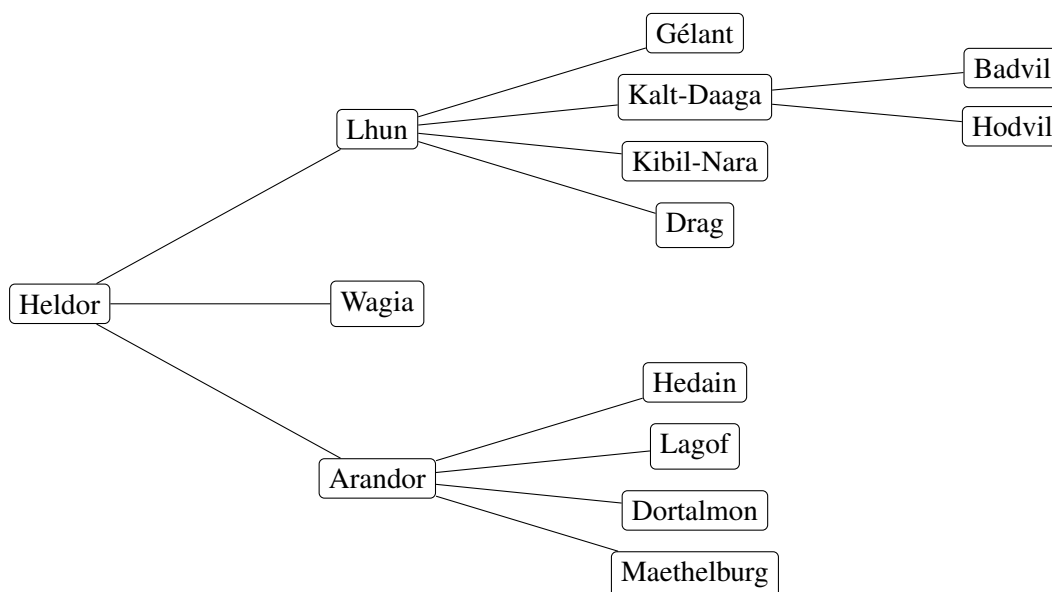 Heldor
Lhun
Gélant
Kalt-Daaga
Badvil
Hodvil
Kibil-Nara
Drag
Wagia
Arandor
Hedain
Lagof
Dortalmon
Maethelburg